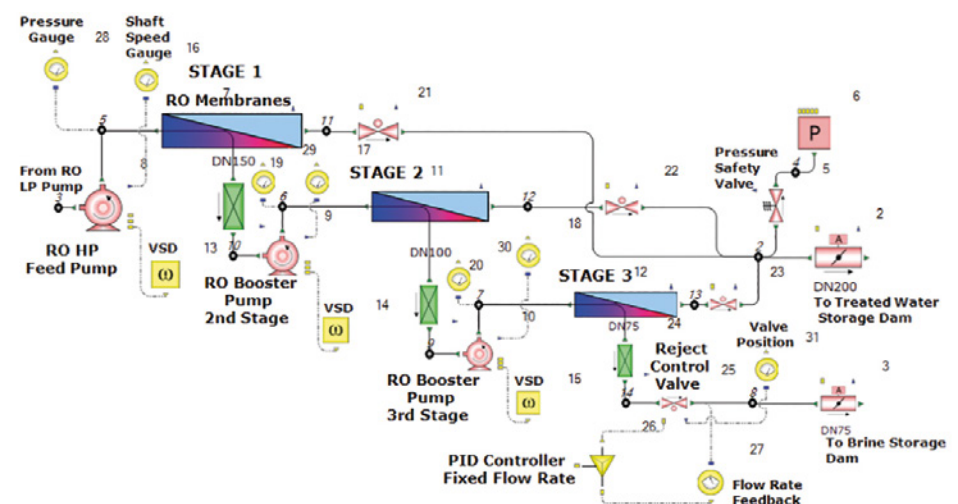 Pressure
Gauge
28
Shaft
Speed
Gauge
16
STAGE 1
RO Membranes
7
5
11
21
17
29
8
From RO
LP Pump
3
RO HP
Feed Pump
VSD
ω
DN150
13
10
19
6
9
STAGE 2
11
12
22
18
RO Booster
Pump
2nd Stage
VSD
ω
DN100
14
9
20
30
7
10
STAGE 3
12
13
24
DN75
RO Booster
Pump
3rd Stage
VSD
ω
15
14
Reject
Control
Valve
25
26
PID Controller
Fixed Flow Rate
Valve
Position
31
27
Flow Rate
Feedback
P
6
4
5
Pressure
Safety
Valve
2
23
A
2
DN200
To Treated Water
Storage Dam
A
3
DN75
To Brine Storage
Dam